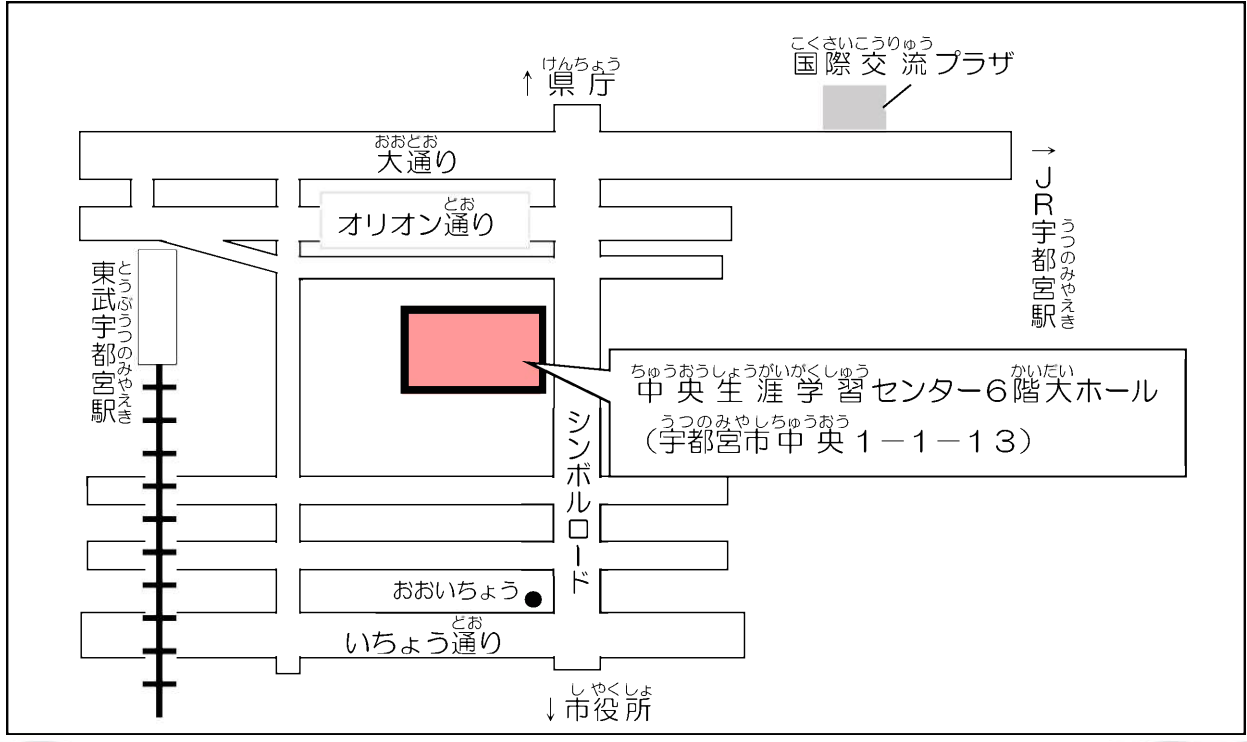 こくさいこうりゅう
国際交流プラザ
けんちょう
↑県庁
おおどお
大通り
→JR宇都宮駅
うつのみやえき
どお
オリオン通り
東武宇都宮駅
とうぶうつのみやえき
ちゅうおうしょうがいがくしゅう かいだい
中央生涯学習センター6階大ホール
うつのみやしちゅうおう
（宇都宮市中央1－1－13）
シンボルロード
おおいちょう
どお
いちょう通り
しやくしょ
↓市役所